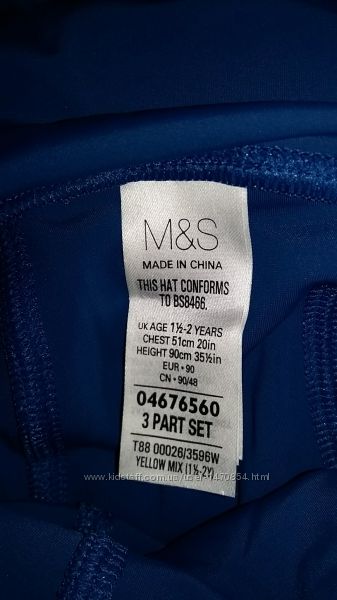 M&S
MADE IN CHINA
THIS HAT CONFORMS
TO BS8466.
UK AGE 1½-2 YEARS
CHEST 51cm 20in
HEIGHT 90cm 35½in
EUR • 90
CN • 90/48
04676560
3 PART SET
T88 00026/3596W
YELLOW MIX (1½-2Y)